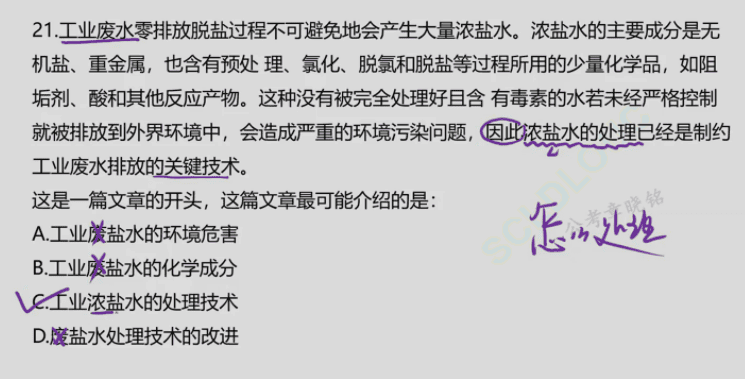 21.工业废水零排放脱盐过程不可避免地会产生大量浓盐水。浓盐水的主要成分是无
机盐、重金属，也含有预处 理、氯化、脱氯和脱盐等过程所用的少量化学品，如阻
垢剂、酸和其他反应产物。这种没有被完全处理好且含 有毒素的水若未经严格控制
就被排放到外界环境中，会造成严重的环境污染问题，因此浓盐水的处理已经是制约
工业废水排放的关键技术。
这是一篇文章的开头，这篇文章最可能介绍的是：
A.工业废盐水的环境危害
B.工业废盐水的化学成分
C.工业浓盐水的处理技术
D.废盐水处理技术的改进
怎么处理
公考章晓铭